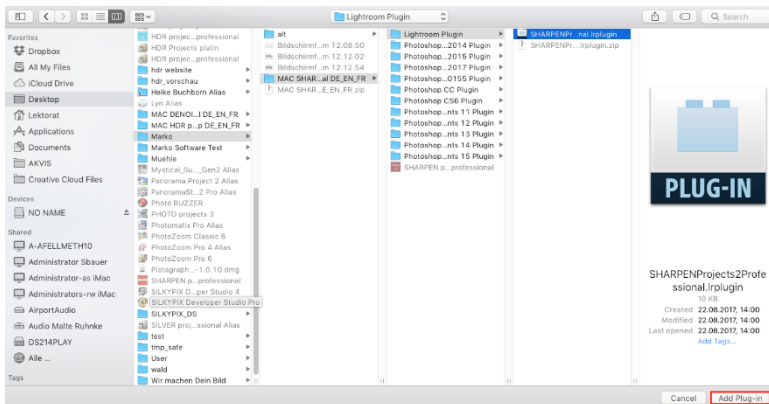 Lightroom Plugin
Search
Favorites
Dropbox
All My Files
iCloud Drive
Desktop
Lektorat
Applications
Documents
AKVIS
Creative Cloud Files
Devices
NO NAME
Shared
A-AFELLMETH10
Administrator Sbauer
Administrator-as iMac
Administrators-rw iMac
AirportAudio
Audio Malte Ruhnke
DS214PLAY
Alle ...
Tags
HDR projec...professional
HDR Projects platin
HDR projec...professional
hdr website
hdr_vorschau
Heike Buchborn Alias
Lyn Alias
MAC DENOI...l DE_EN_FR
MAC HDR p...p DE_EN_FR
Marko
Marko Software Test
Muehle
Mystical_Su..._Gen2 Alias
Panorama Project 2 Alias
PanoramaSt...2 Pro Alias
Photo BUZZER
PHOTO projects 3
Photomatix Pro Alias
PhotoZoom Classic 6
PhotoZoom Pro 4 Alias
PhotoZoom Pro 6
Plotagraph...-1.0.10.dmg
SHARPEN p...professional
SILKYPIX D...per Studio 4
SILKYPIX Developer Studio Pro
SILKYPIX_DS
SILVER proj...ssional Alias
test
tmp_safe
User
wald
Wir machen Dein Bild
alt
Bildschirmf...m 12.08.50
Bildschirmf...m 12.12.02
Bildschirmf...m 12.12.54
MAC SHAR...al DE_EN_FR
MAC SHAR...E_EN_FR.zip
Lightroom Plugin
Photoshop...2014 Plugin
Photoshop...2015 Plugin
Photoshop...2017 Plugin
Photoshop...0155 Plugin
Photoshop CC Plugin
Photoshop CS6 Plugin
Photoshop...nts 11 Plugin
Photoshop...nts 12 Plugin
Photoshop...nts 13 Plugin
Photoshop...nts 14 Plugin
Photoshop...nts 15 Plugin
SHARPEN p...professional
SHARPENPr...nal.lrplugin
SHARPENPr...lrplugin.zip
PLUG-IN
SHARPENProjects2Profe
ssional.lrplugin
10 KB
Created 22.08.2017, 14:00
Modified 22.08.2017, 14:00
Last opened 22.08.2017, 14:00
Add Tags...
Cancel
Add Plug-in